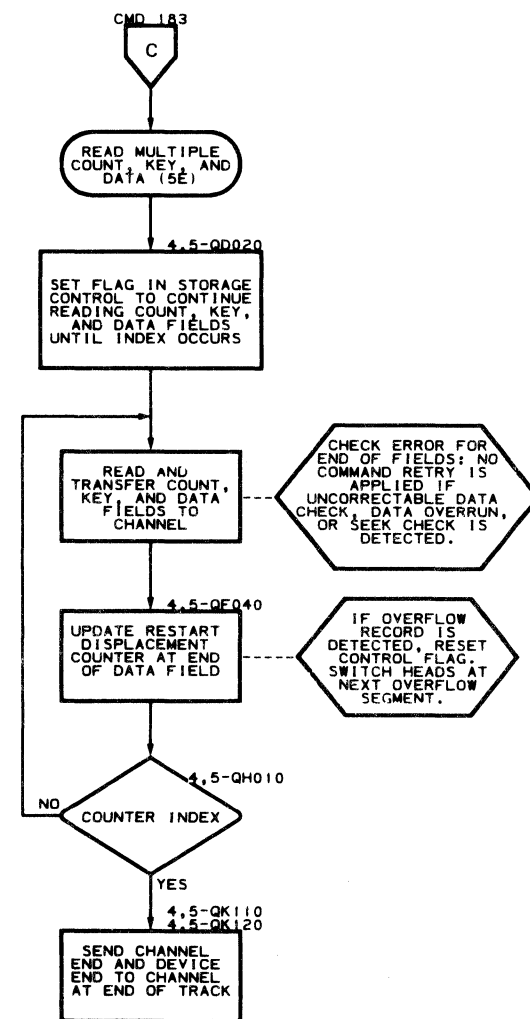 CMD 183
C
READ MULTIPLE
COUNT, KEY, AND
DATA (5E)
4,5-QD020
SET FLAG IN STORAGE
CONTROL TO CONTINUE
READING COUNT, KEY,
AND DATA FIELDS
UNTIL INDEX OCCURS
READ AND
TRANSFER COUNT,
KEY, AND DATA
FIELDS TO
CHANNEL
CHECK ERROR FOR
END OF FIELDS; NO
COMMAND RETRY IS
APPLIED IF
UNCORRECTABLE DATA
CHECK, DATA OVERRUN,
OR SEEK CHECK IS
DETECTED.
4,5-QF040
UPDATE RESTART
DISPLACEMENT
COUNTER AT END
OF DATA FIELD
IF OVERFLOW
RECORD IS
DETECTED, RESET
CONTROL FLAG.
SWITCH HEADS AT
NEXT OVERFLOW
SEGMENT.
4,5-QH010
NO
COUNTER INDEX
YES
4,5-QK110
4,5-QK120
SEND CHANNEL
END AND DEVICE
END TO CHANNEL
AT END OF TRACK